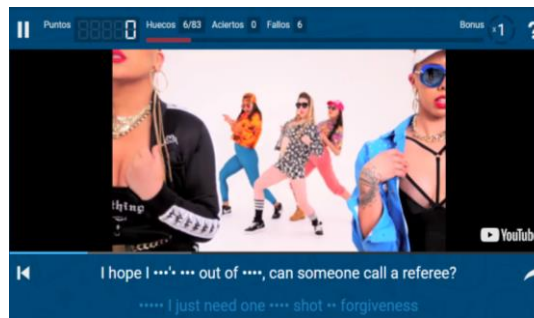 Puntos 0 Huecos 6/83 Aciertos 0 Fallos 6 Bonus x1 ?
thing
YouTube
I hope I •••'• ••• out of ••••, can someone call a referee?
••••• I just need one •••• shot •• forgiveness